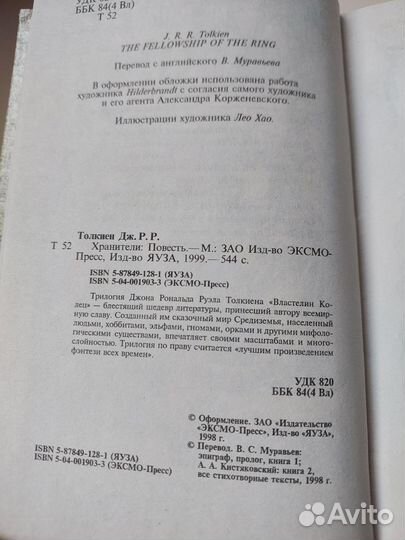 УДК 820
ББК 84(4 Вл)
Т 52
J. R. R. Tolkien
THE FELLOWSHIP OF THE RING
Перевод с английского В. Муравьева
В оформлении обложки использована работа
художника Hilderbrandt с согласия самого художника
и его агента Александра Корженевского.
Иллюстрации художника Лео Хао.
Толкиен Дж. Р. Р.
Т 52 Хранители: Повесть.— М.: ЗАО Изд-во ЭКСМО-
Пресс, Изд-во ЯУЗА, 1999.— 544 с.
ISBN 5-87849-128-1 (ЯУЗА)
ISBN 5-04-001903-3 (ЭКСМО-Пресс)
Трилогия Джона Рональда Руэла Толкиена «Властелин Ко-
лец» — блестящий шедевр литературы, принесший автору всемир-
ную славу. Созданный им сказочный мир Средиземья, населенный
людьми, хоббитами, эльфами, гномами, орками и другими мифоло-
гическими существами, впечатляет своими масштабами и много-
слойностью. Трилогия по праву считается «лучшим произведением
фэнтези всех времен».
УДК 820
ББК 84(4 Вл)
© Оформление. ЗАО «Издательство
«ЭКСМО-Пресс», Изд-во «ЯУЗА»,
1998 г.
© Перевод. В. С. Муравьев:
эпиграф, пролог, книга 1;
А. А. Кистяковский: книга 2,
все стихотворные тексты, 1998 г.
ISBN 5-87849-128-1 (ЯУЗА)
ISBN 5-04-001903-3 (ЭКСМО-Пресс)
Avito